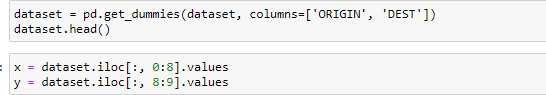 dataset = pd.get_dummies(dataset, columns=['ORIGIN', 'DEST'])
dataset.head()
: x = dataset.iloc[:, 0:8].values
y = dataset.iloc[:, 8:9].values